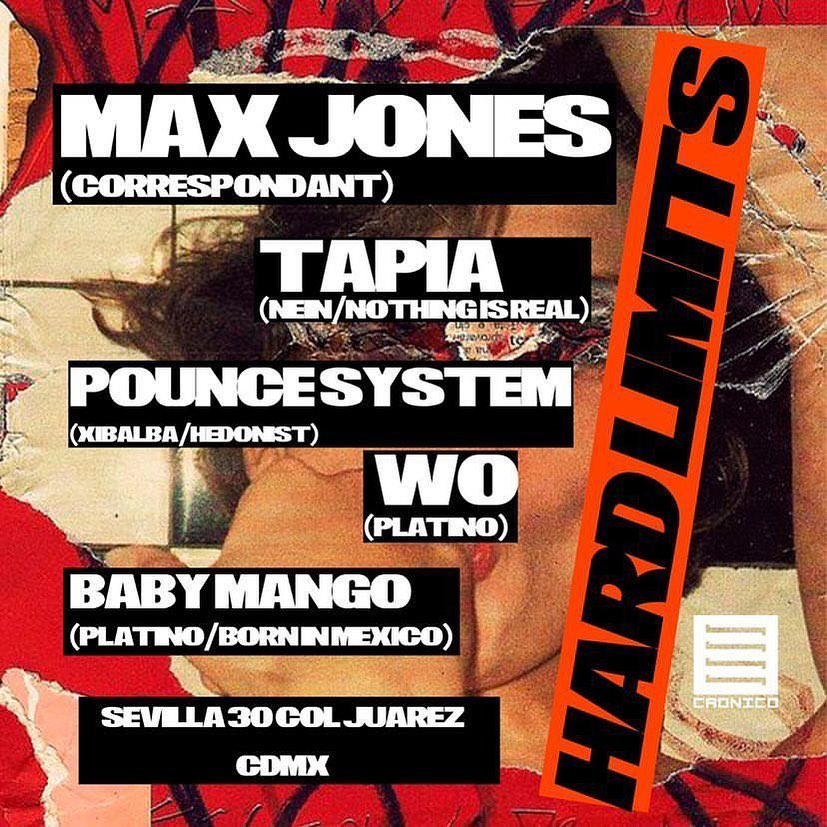 MAX JONES
(CORRESPONDANT)
TAPIA
(NEIN/NOTHING IS REAL)
POUNCE SYSTEM
(XIBALBA/HEDONIST)
WO
(PLATINO)
BABY MANGO
(PLATINO/BORN IN MEXICO)
SEVILLA 30 COL JUAREZ
CDMX
HARD LIMITS
CRONICO